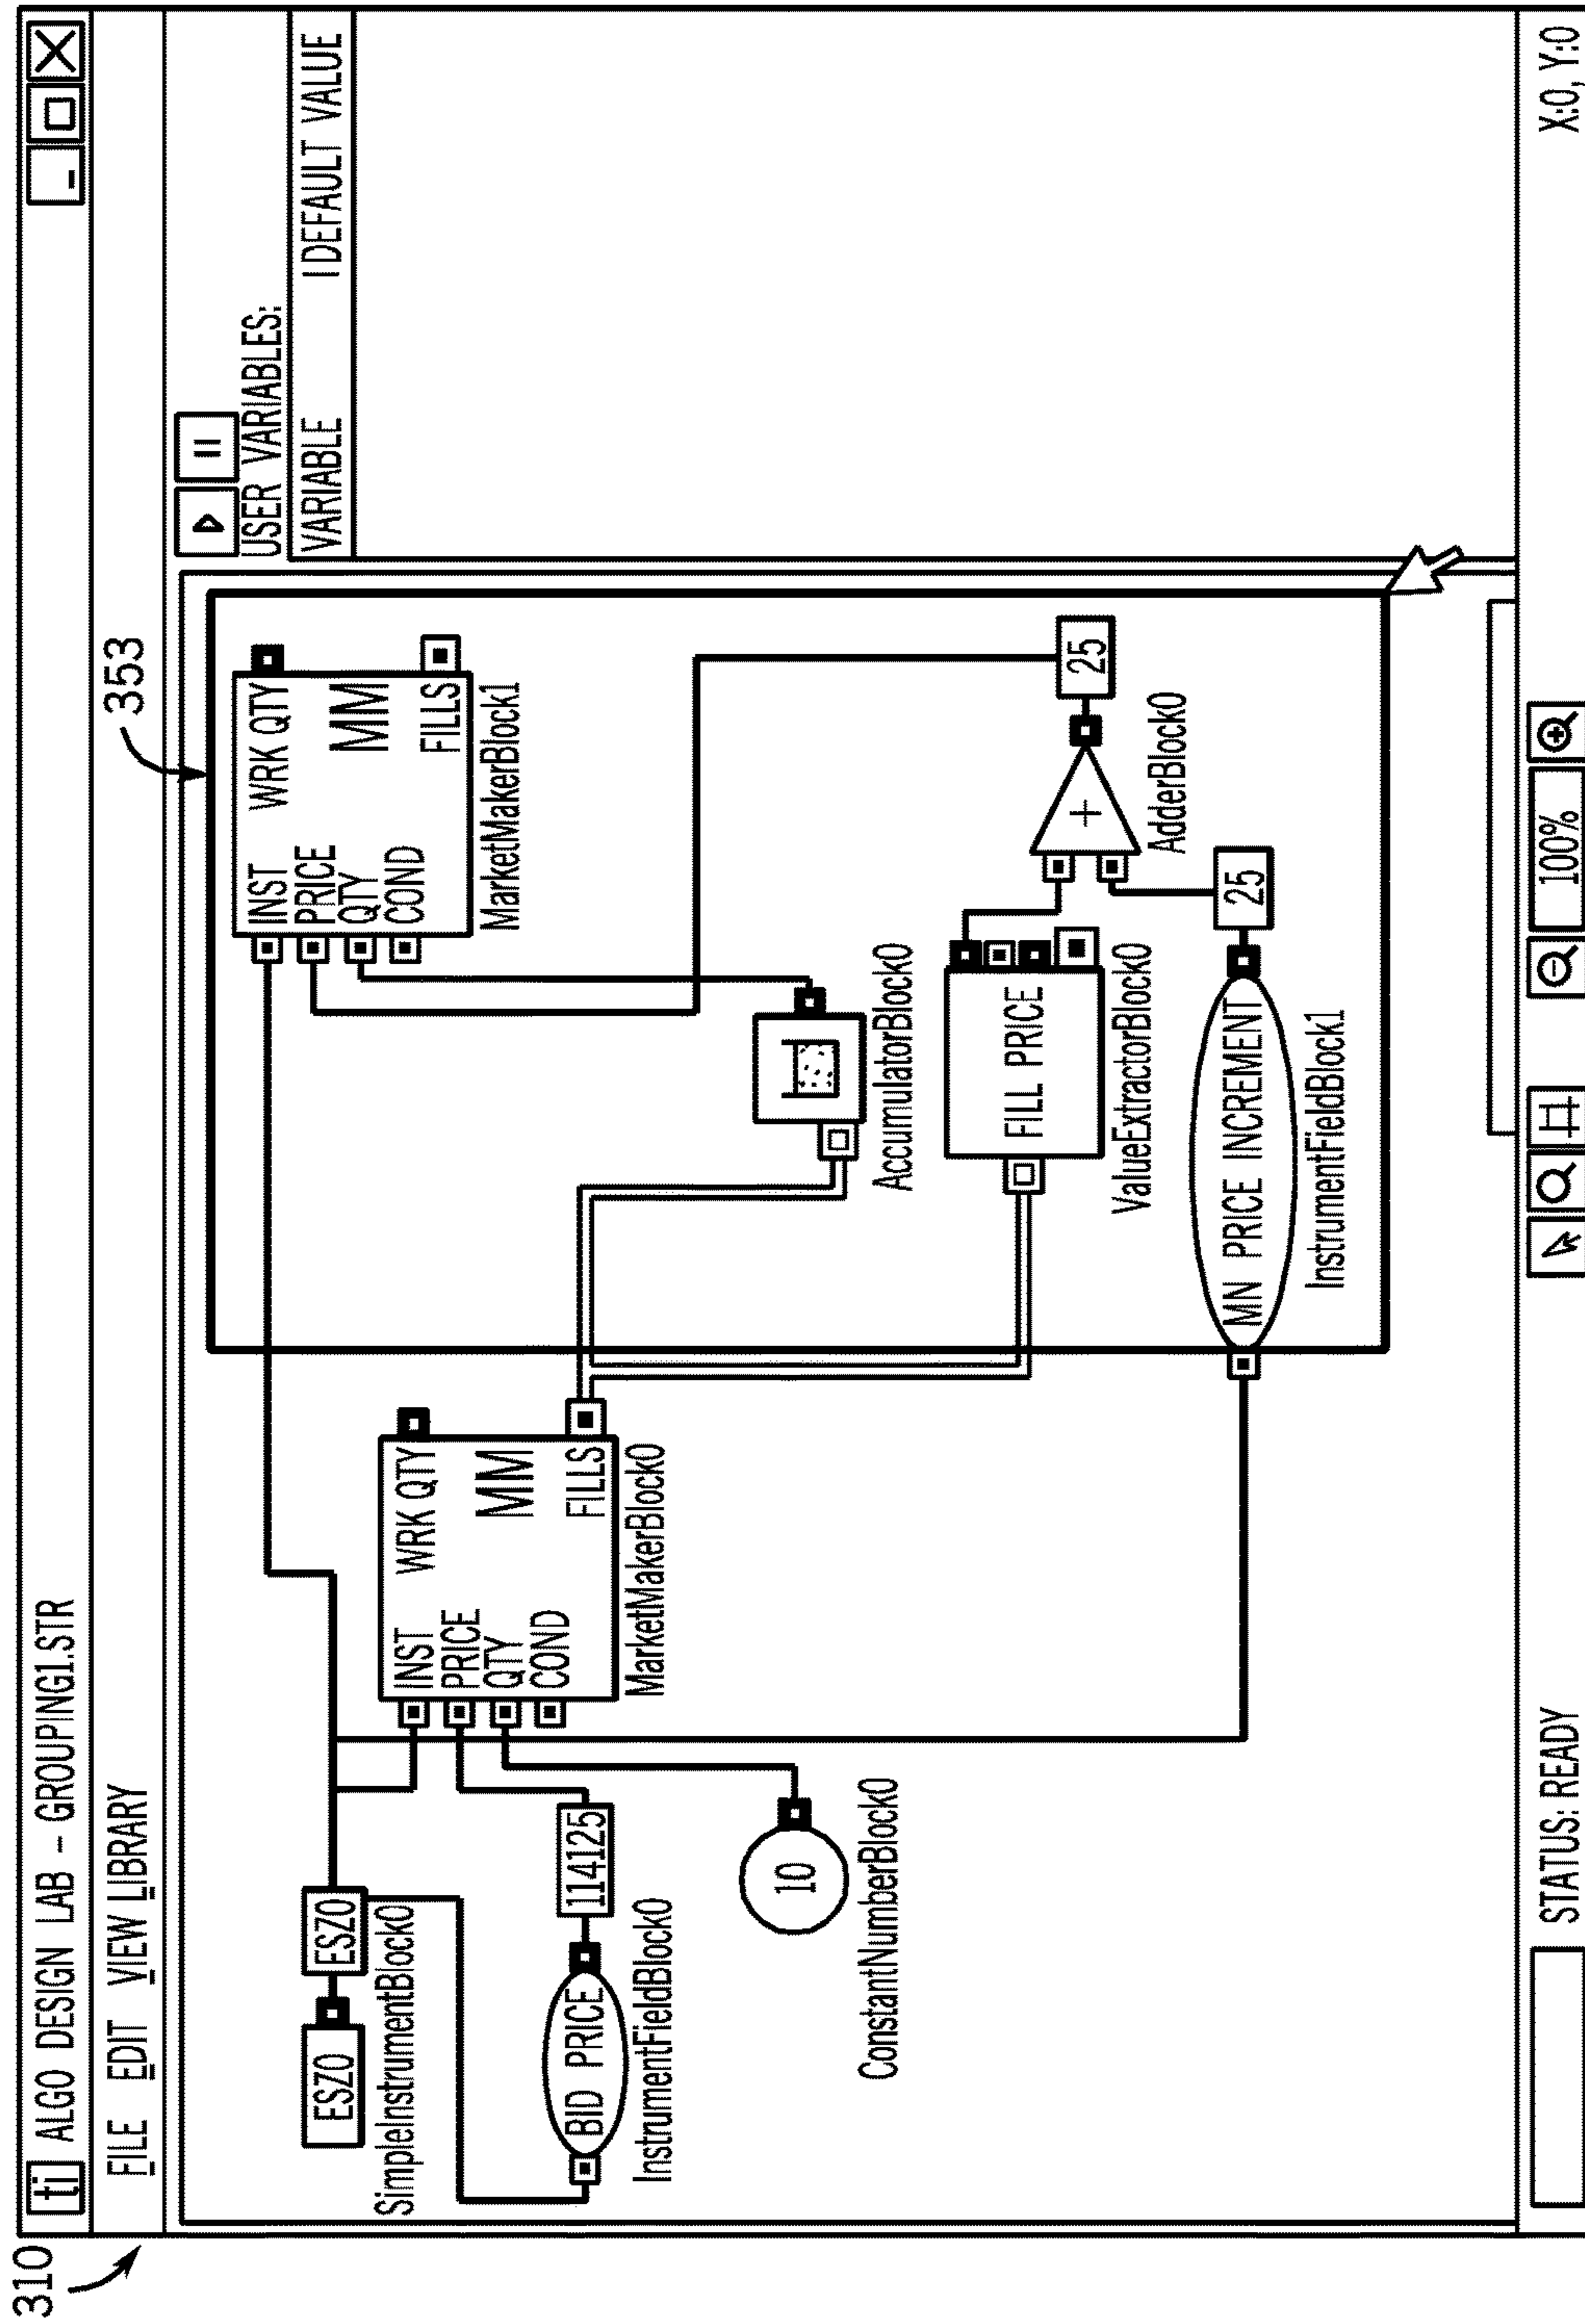 310
ti ALGO DESIGN LAB – GROUPING1.STR
FILE EDIT VIEW LIBRARY
353
USER VARIABLES:
VARIABLE | DEFAULT VALUE
ESZ0
ESZ0
SimpleInstrumentBlock0
BID PRICE
114125
InstrumentFieldBlock0
10
ConstantNumberBlock0
INST WRK QTY
PRICE
QTY MM
COND
FILLS
MarketMakerBlock0
INST WRK QTY
PRICE
QTY MM
COND
FILLS
MarketMakerBlock1
AccumulatorBlock0
FILL PRICE
ValueExtractorBlock0
+
25
AdderBlock0
MN PRICE INCREMENT
25
InstrumentFieldBlock1
STATUS: READY
100%
X:0, Y:0